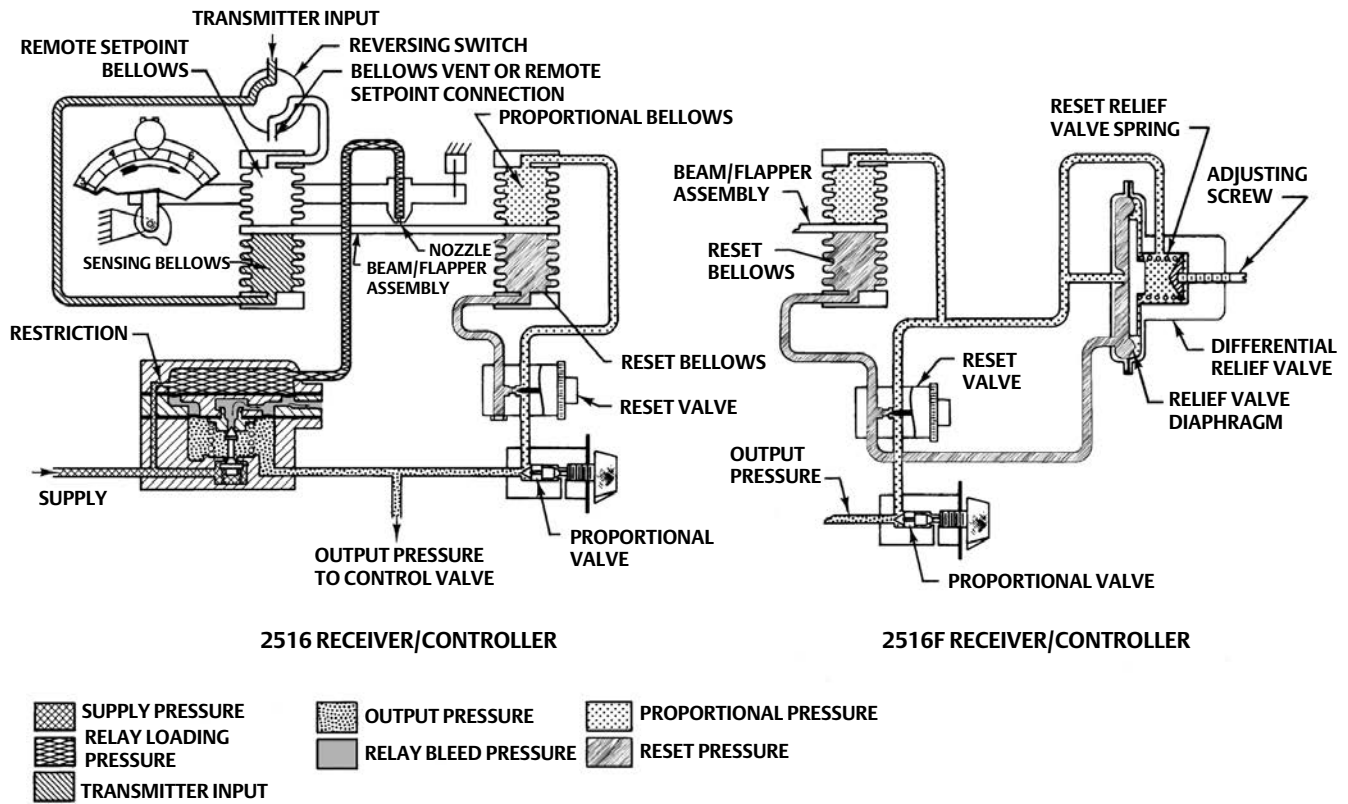 TRANSMITTER INPUT
REMOTE SETPOINT
BELLOWS
REVERSING SWITCH
BELLOWS VENT OR REMOTE
SETPOINT CONNECTION
PROPORTIONAL BELLOWS
SENSING BELLOWS
NOZZLE
BEAM/FLAPPER
ASSEMBLY
RESTRICTION
RESET BELLOWS
RESET VALVE
SUPPLY
OUTPUT PRESSURE
TO CONTROL VALVE
PROPORTIONAL
VALVE
2516 RECEIVER/CONTROLLER
BEAM/FLAPPER
ASSEMBLY
RESET
BELLOWS
RESET RELIEF
VALVE SPRING
ADJUSTING
SCREW
RESET
VALVE
DIFFERENTIAL
RELIEF VALVE
RELIEF VALVE
DIAPHRAGM
OUTPUT
PRESSURE
PROPORTIONAL VALVE
2516F RECEIVER/CONTROLLER
SUPPLY PRESSURE
RELAY LOADING
PRESSURE
TRANSMITTER INPUT
OUTPUT PRESSURE
RELAY BLEED PRESSURE
PROPORTIONAL PRESSURE
RESET PRESSURE